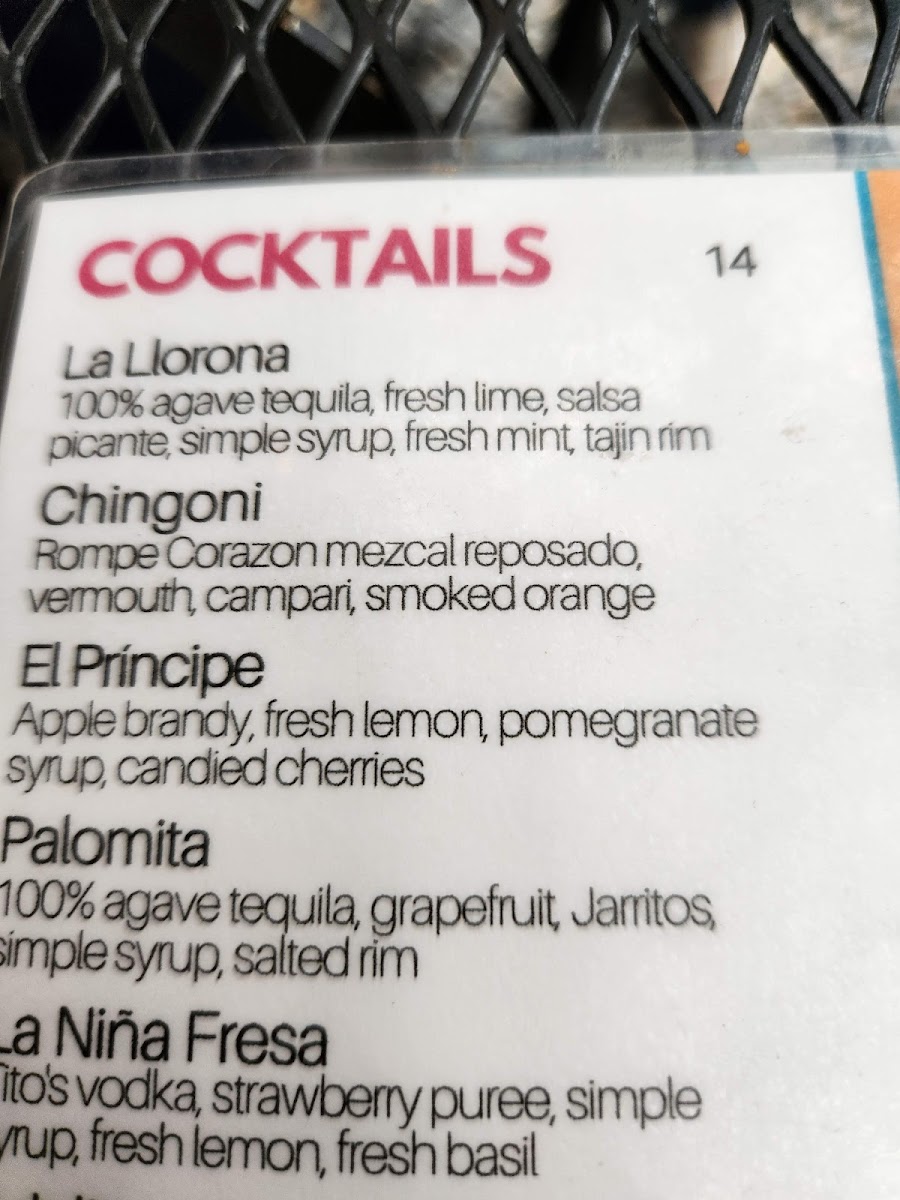 COCKTAILS 14
La Llorona
100% agave tequila, fresh lime, salsa
picante, simple syrup, fresh mint, tajin rim
Chingoni
Rompe Corazon mezcal reposado,
vermouth, campari, smoked orange
El Príncipe
Apple brandy, fresh lemon, pomegranate
syrup, candied cherries
Palomita
100% agave tequila, grapefruit, Jarritos,
simple syrup, salted rim
La Niña Fresa
Tito's vodka, strawberry puree, simple
yrup, fresh lemon, fresh basil